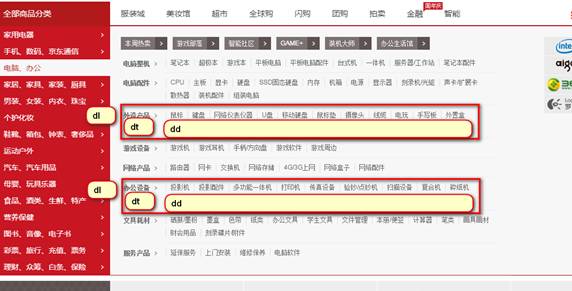 全部商品分类 服装城 美妆馆 超市 全球购 闪购 团购 拍卖 金融 智能
国年庆
家用电器 >
手机、数码、京东通信 >
电脑、办公
家居、家具、家装、厨具 >
男装、女装、内衣、珠宝 >
个护化妆 >
鞋靴、箱包、钟表、奢侈品 >
运动户外 >
汽车、汽车用品 >
母婴、玩具乐器 >
食品、酒类、生鲜、特产 >
营养保健 >
图书、音像、电子书 >
彩票、旅行、充值、票务 >
理财、众筹、白条、保险 >
本周热卖 > 游戏部落 > 智能社区 > GAME+ > 装机大师 > 办公生活馆 >
电脑整机 > 笔记本 超极本 游戏本 平板电脑 平板电脑配件 台式机 一体机 服务器/工作站 笔记本配件
电脑配件 > CPU 主板 显卡 硬盘 SSD固态硬盘 内存 机箱 电源 显示器 刻录机/光驱 声卡/扩展卡
散热器 装机配件 组装电脑
dl 外设产品 > 鼠标 键盘 网络仪表仪器 U盘 移动硬盘 鼠标垫 摄像头 线缆 电玩 手写板 外置盒
dt dd
游戏设备 > 游戏机 游戏耳机 手柄/方向盘 游戏软件 游戏周边
网络产品 > 路由器 网卡 交换机 网络存储 4G/3G上网 网络盒子 网络配件
dl 办公设备 > 投影机 投影配件 多功能一体机 打印机 传真设备 验钞/点钞机 扫描设备 复合机 碎纸机
dt dd
文具耗材 > 硒鼓/墨粉 墨盒 色带 纸类 办公文具 学生文具 文件管理 本册/便签 计算器 笔类 画具画材
财会用品 刻录碟片/附件
服务产品 > 延保服务 上门安装 维修保养 电脑软件